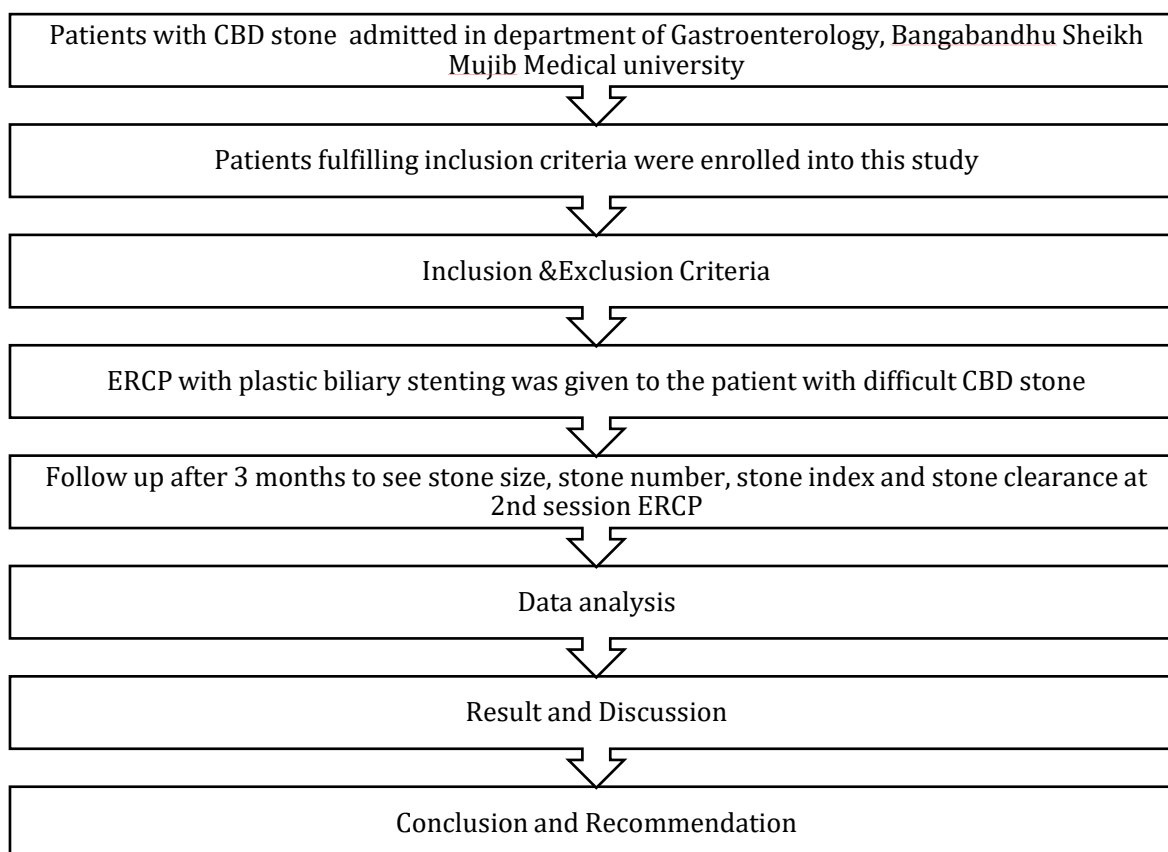 Patients with CBD stone admitted in department of Gastroenterology, Bangabandhu Sheikh
Mujib Medical university
Patients fulfilling inclusion criteria were enrolled into this study
Inclusion &Exclusion Criteria
ERCP with plastic biliary stenting was given to the patient with difficult CBD stone
Follow up after 3 months to see stone size, stone number, stone index and stone clearance at
2nd session ERCP
Data analysis
Result and Discussion
Conclusion and Recommendation